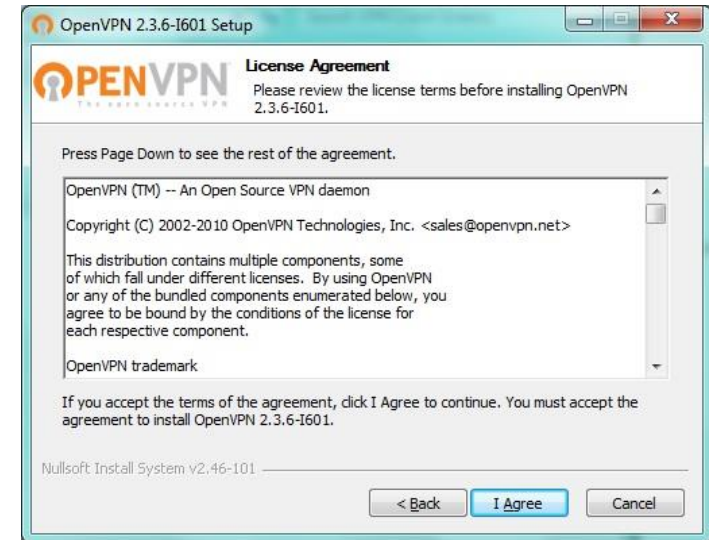 OpenVPN 2.3.6-I601 Setup
OPENVPN
The open source VPN
License Agreement
Please review the license terms before installing OpenVPN
2.3.6-I601.
Press Page Down to see the rest of the agreement.
OpenVPN (TM) -- An Open Source VPN daemon
Copyright (C) 2002-2010 OpenVPN Technologies, Inc. <sales@openvpn.net>
This distribution contains multiple components, some
of which fall under different licenses.  By using OpenVPN
or any of the bundled components enumerated below, you
agree to be bound by the conditions of the license for
each respective component.
OpenVPN trademark
If you accept the terms of the agreement, click I Agree to continue. You must accept the
agreement to install OpenVPN 2.3.6-I601.
Nullsoft Install System v2.46-101
< Back
I Agree
Cancel